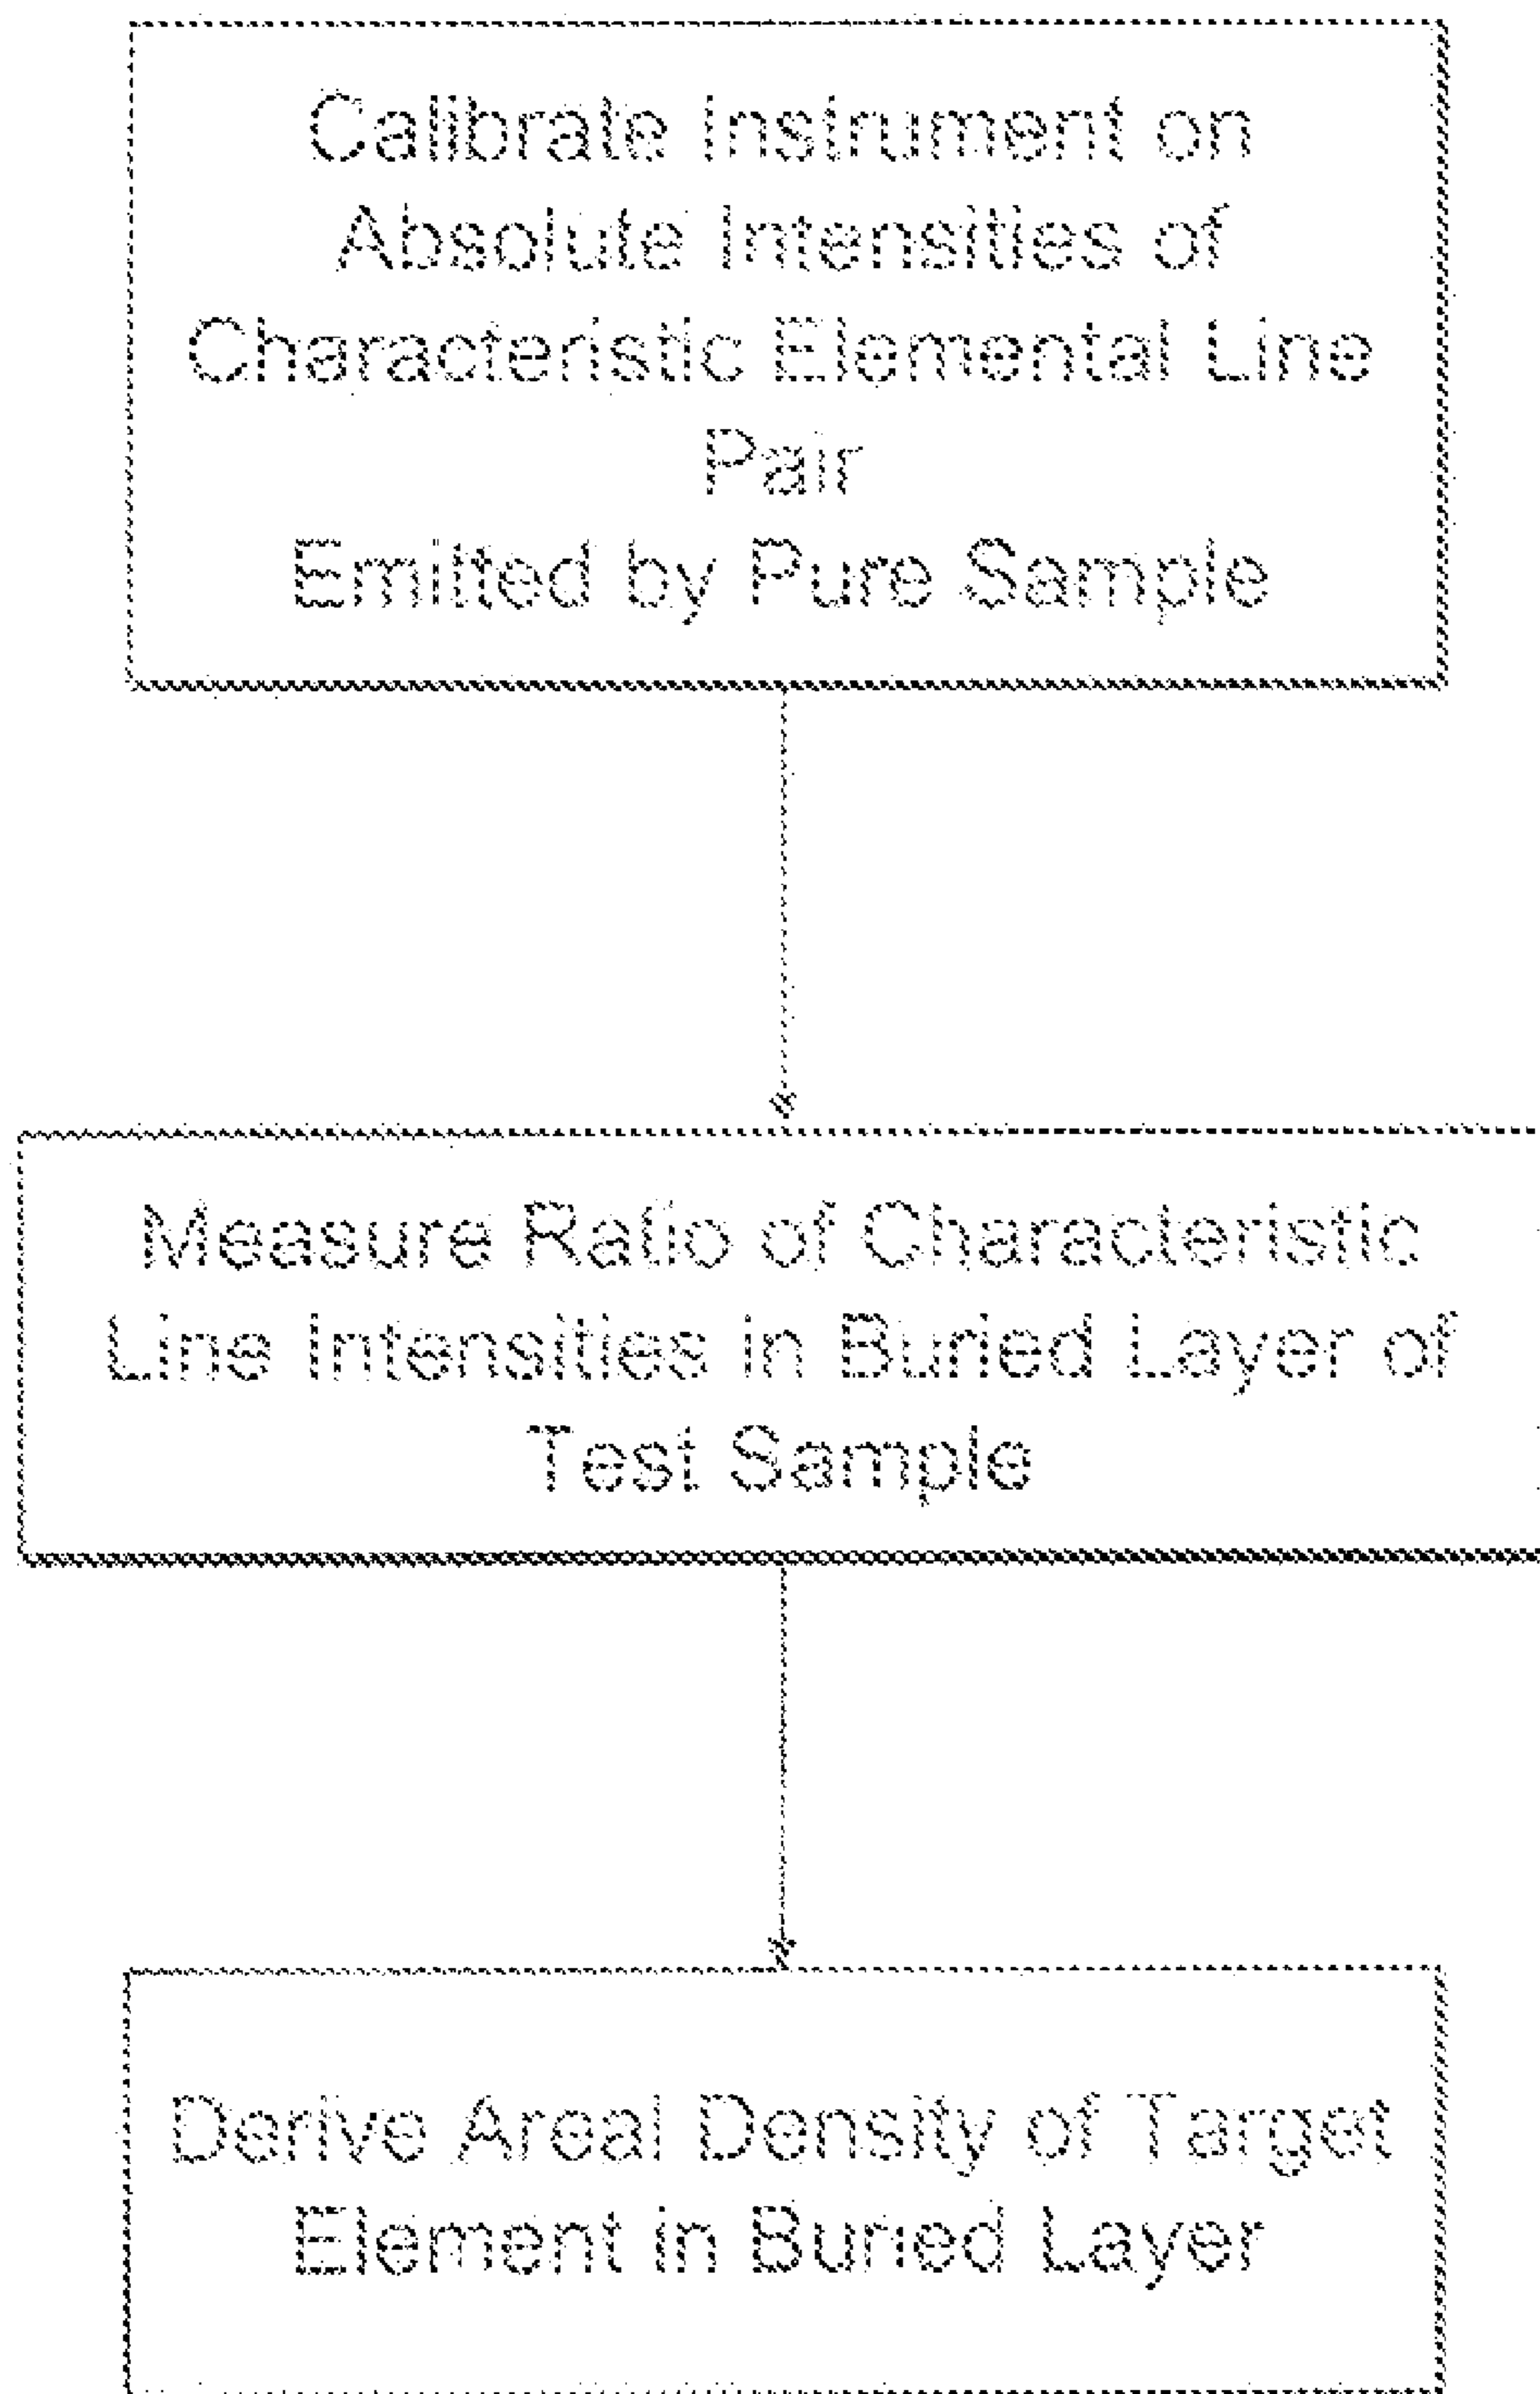 Calibrate Instrument on
Absolute Intensities of
Characteristic Elemental Line
Pair
Emitted by Pure Sample
Measure Ratio of Characteristic
Line Intensities in Buried Layer of
Test Sample
Derive Areal Density of Target
Element in Buried Layer